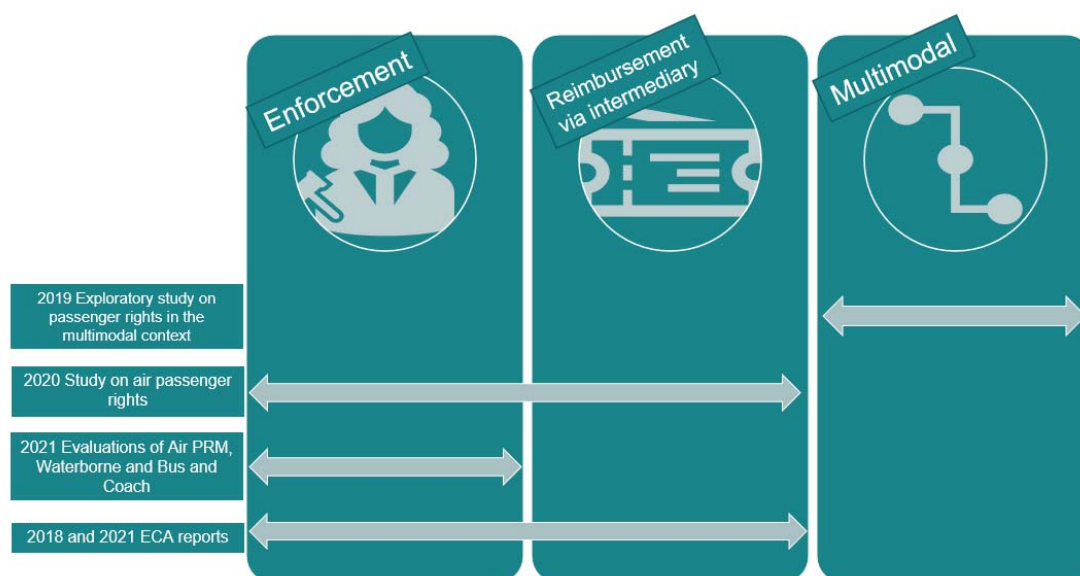 Enforcement
Reimbursement
via intermediary
Multimodal
2019 Exploratory study on
passenger rights in the
multimodal context
2020 Study on air passenger
rights
2021 Evaluations of Air PRM,
Waterborne and Bus and
Coach
2018 and 2021 ECA reports